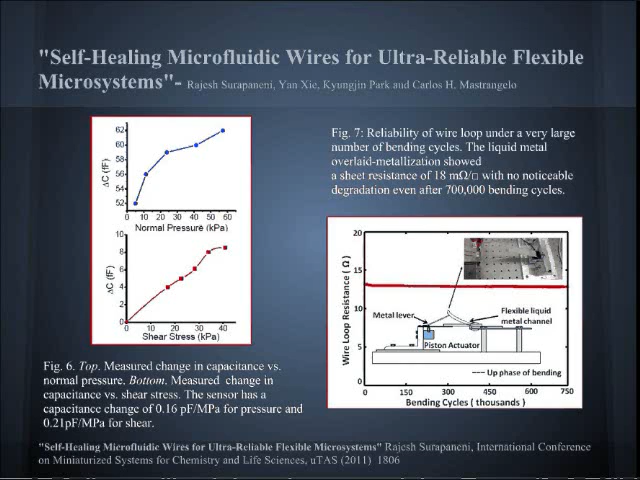 "Self-Healing Microfluidic Wires for Ultra-Reliable Flexible
Microsystems"- Rajesh Surapaneni, Yan Xie, Kyungjin Park and Carlos H. Mastrangelo
62
60
58
56
54
52
ΔC (fF)
0 10 20 30 40 50 60
Normal Pressure (kPa)
10
8
6
4
2
0
ΔC (fF)
0 10 20 30 40
Shear Stress (kPa)
Fig. 6. Top. Measured change in capacitance vs.
normal pressure. Bottom. Measured change in
capacitance vs. shear stress. The sensor has a
capacitance change of 0.16 pF/MPa for pressure and
0.21pF/MPa for shear.
Fig. 7: Reliability of wire loop under a very large
number of bending cycles. The liquid metal
overlaid-metallization showed
a sheet resistance of 18 mΩ/□ with no noticeable
degradation even after 700,000 bending cycles.
20
15
10
5
0
Wire Loop Resistance ( Ω )
Metal lever
Flexible liquid
metal channel
Piston Actuator
---- Up phase of bending
0 150 300 450 600 750
Bending Cycles ( thousands )
"Self-Healing Microfluidic Wires for Ultra-Reliable Flexible Microsystems" Rajesh Surapaneni, International Conference
on Miniaturized Systems for Chemistry and Life Sciences, uTAS (2011) 1806